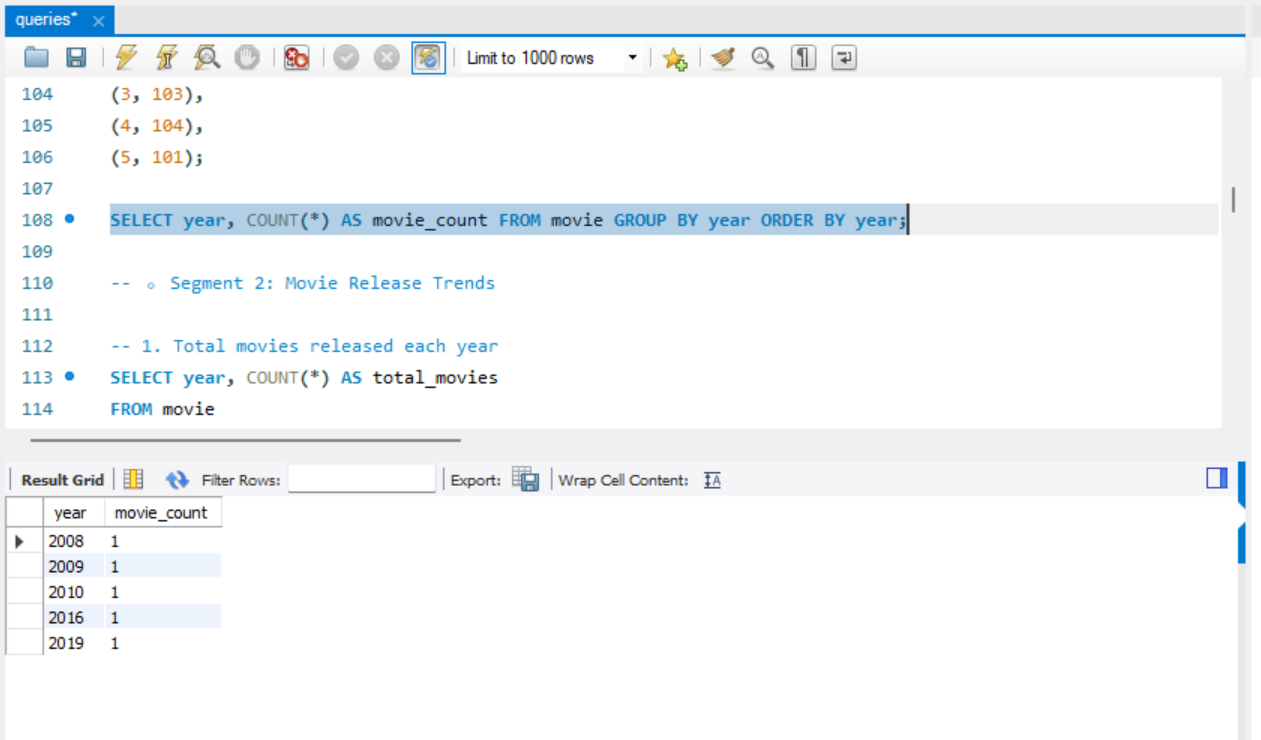 queries*
Limit to 1000 rows
104 (3, 103),
105 (4, 104),
106 (5, 101);
107
108 SELECT year, COUNT(*) AS movie_count FROM movie GROUP BY year ORDER BY year;
109
110 -- ⬦ Segment 2: Movie Release Trends
111
112 -- 1. Total movies released each year
113 SELECT year, COUNT(*) AS total_movies
114 FROM movie
Result Grid Filter Rows: Export: Wrap Cell Content: IA
year movie_count
2008 1
2009 1
2010 1
2016 1
2019 1